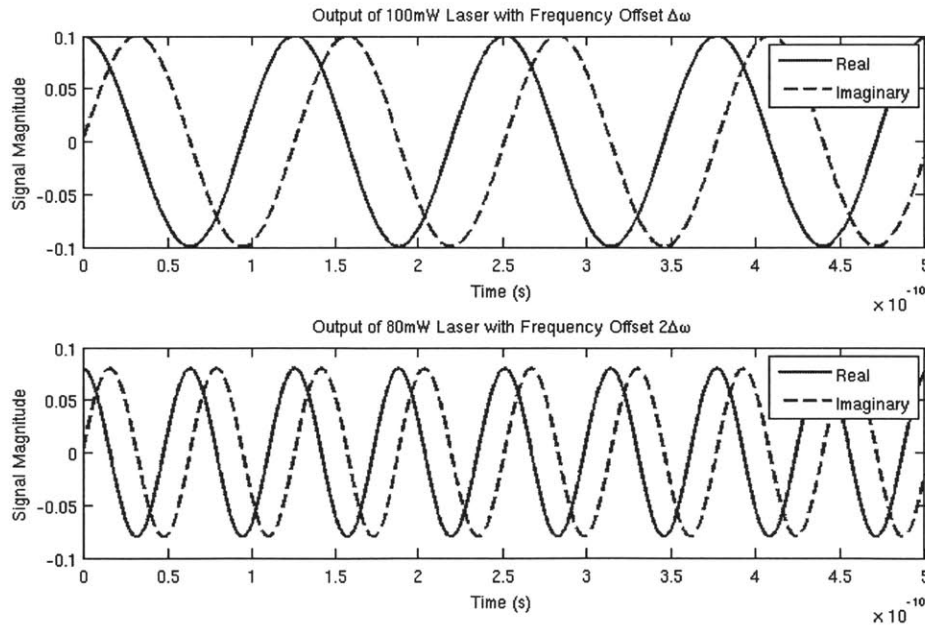 Output of 100mW Laser with Frequency Offset Δω
0.1
0.05
0
−0.05
−0.1
Signal Magnitude
Real
Imaginary
0 0.5 1 1.5 2 2.5 3 3.5 4 4.5 5
Time (s)
× 10⁻¹⁰
Output of 80mW Laser with Frequency Offset 2Δω
0.1
0.05
0
−0.05
−0.1
Signal Magnitude
Real
Imaginary
0 0.5 1 1.5 2 2.5 3 3.5 4 4.5 5
Time (s)
× 10⁻¹⁰